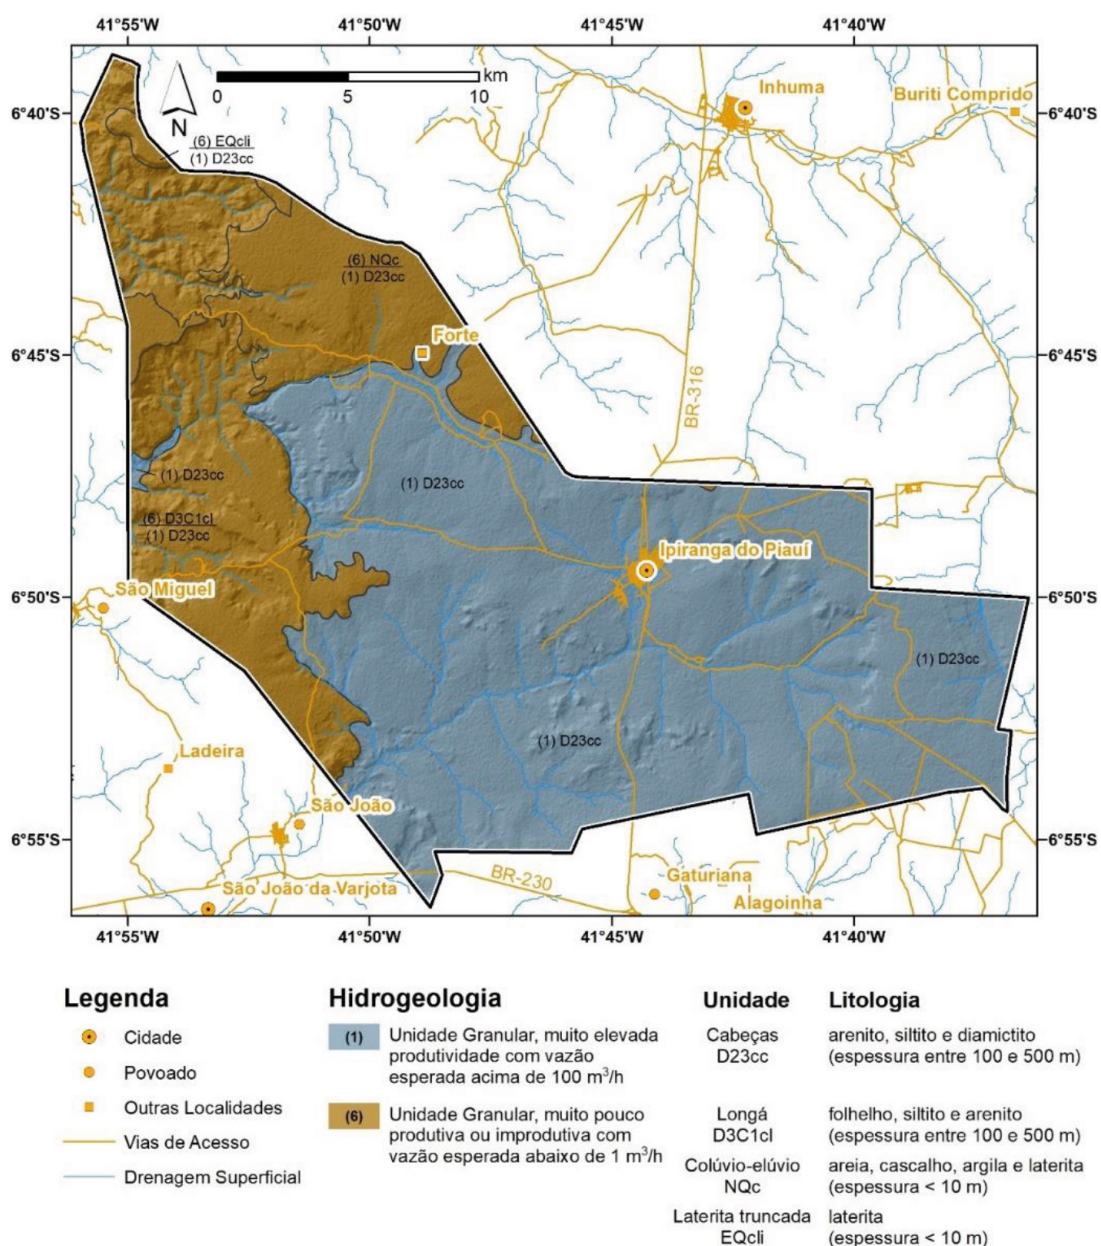 41°55'W 41°50'W 41°45'W 41°40'W
km
0 5 10
N
Inhuma
Buriti Comprido
6°40'S 6°40'S
(6) EQcli
(1) D23cc
(6) NQc
(1) D23cc
Forte
6°45'S 6°45'S
BR-316
(1) D23cc
(1) D23cc
(6) D3C1cl
(1) D23cc
Ipiranga do Piauí
São Miguel
6°50'S 6°50'S
(1) D23cc
(1) D23cc
Ladeira
São João
6°55'S 6°55'S
São João da Varjota
BR-230
Gaturiana
Alagoinha
41°55'W 41°50'W 41°45'W 41°40'W
Legenda
Cidade
Povoado
Outras Localidades
Vias de Acesso
Drenagem Superficial
Hidrogeologia
(1) Unidade Granular, muito elevada
produtividade com vazão
esperada acima de 100 m³/h
(6) Unidade Granular, muito pouco
produtiva ou improdutiva com
vazão esperada abaixo de 1 m³/h
Unidade Litologia
Cabeças arenito, siltito e diamictito
D23cc (espessura entre 100 e 500 m)
Longá folhelho, siltito e arenito
D3C1cl (espessura entre 100 e 500 m)
Colúvio-elúvio areia, cascalho, argila e laterita
NQc (espessura < 10 m)
Laterita truncada laterita
EQcli (espessura < 10 m)